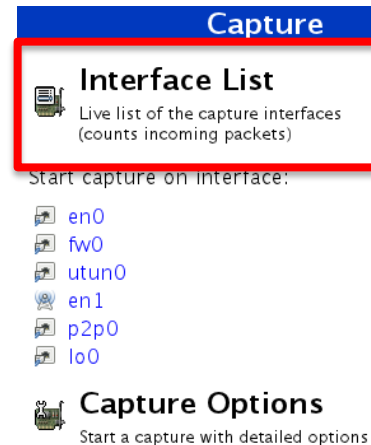 Capture
Interface List
Live list of the capture interfaces
(counts incoming packets)
Start capture on interface:
en0
fw0
utun0
en1
p2p0
lo0
Capture Options
Start a capture with detailed options